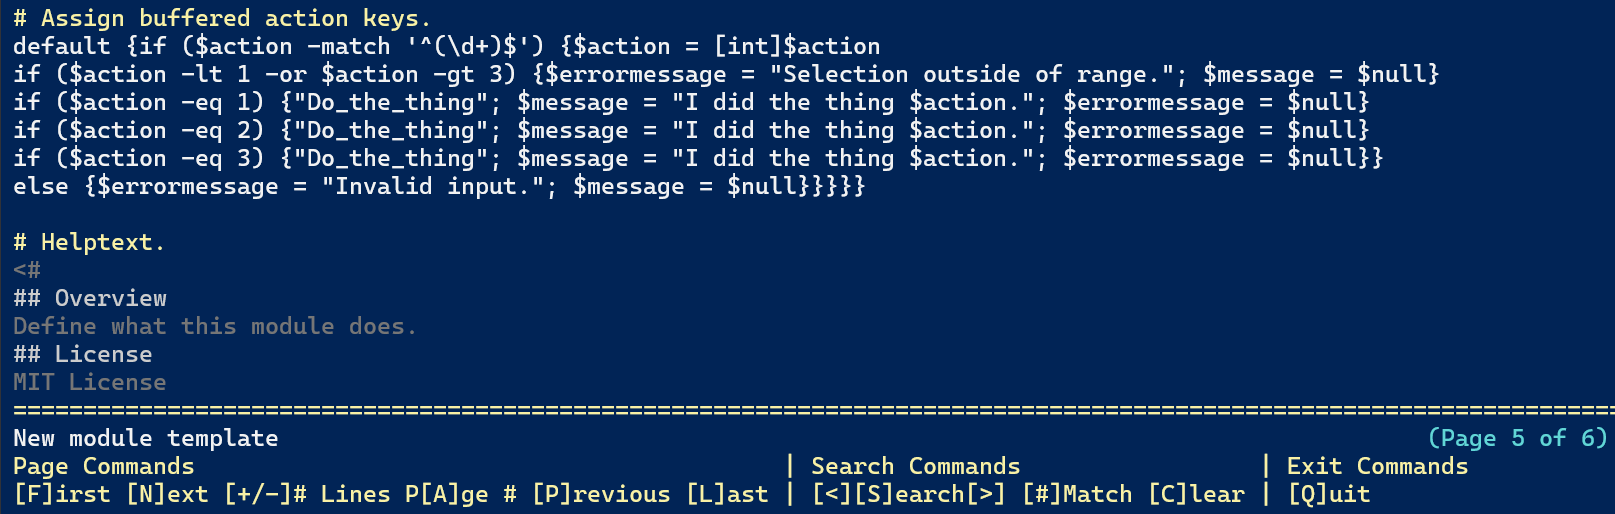 # Assign buffered action keys.
default {if ($action -match '^(\d+)$') {$action = [int]$action
if ($action -lt 1 -or $action -gt 3) {$errormessage = "Selection outside of range."; $message = $null}
if ($action -eq 1) {"Do_the_thing"; $message = "I did the thing $action."; $errormessage = $null}
if ($action -eq 2) {"Do_the_thing"; $message = "I did the thing $action."; $errormessage = $null}
if ($action -eq 3) {"Do_the_thing"; $message = "I did the thing $action."; $errormessage = $null}}
else {$errormessage = "Invalid input."; $message = $null}}}}}

# Helptext.
<#
## Overview
Define what this module does.
## License
MIT License
===================================================================================================================
New module template (Page 5 of 6)
Page Commands | Search Commands | Exit Commands
[F]irst [N]ext [+/-]# Lines P[A]ge # [P]revious [L]ast | [<][S]earch[>] [#]Match [C]lear | [Q]uit